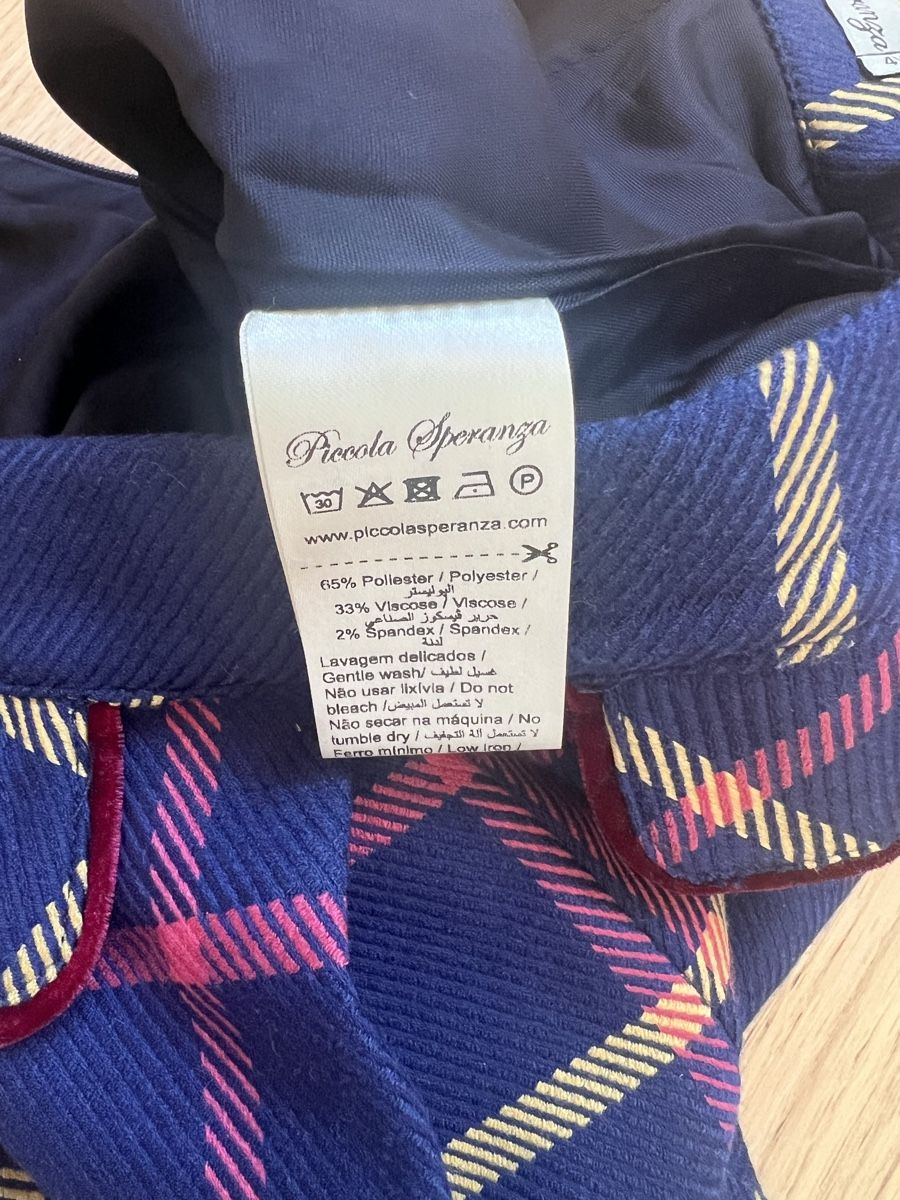 Piccola Speranza
30 P
www.piccolasperanza.com
65% Poliester / Polyester /
البوليستر
33% Viscose / Viscose /
حرير فيسكوز الصناعي
2% Spandex / Spandex /
لدنة
Lavagem delicados /
Gentle wash/ غسيل لطيف
Não usar lixívia / Do not
bleach /لا تستعمل المبيض
Não secar na máquina / No
tumble dry / لا تستعمل آلة التجفيف
Ferro mínimo / Low iron /